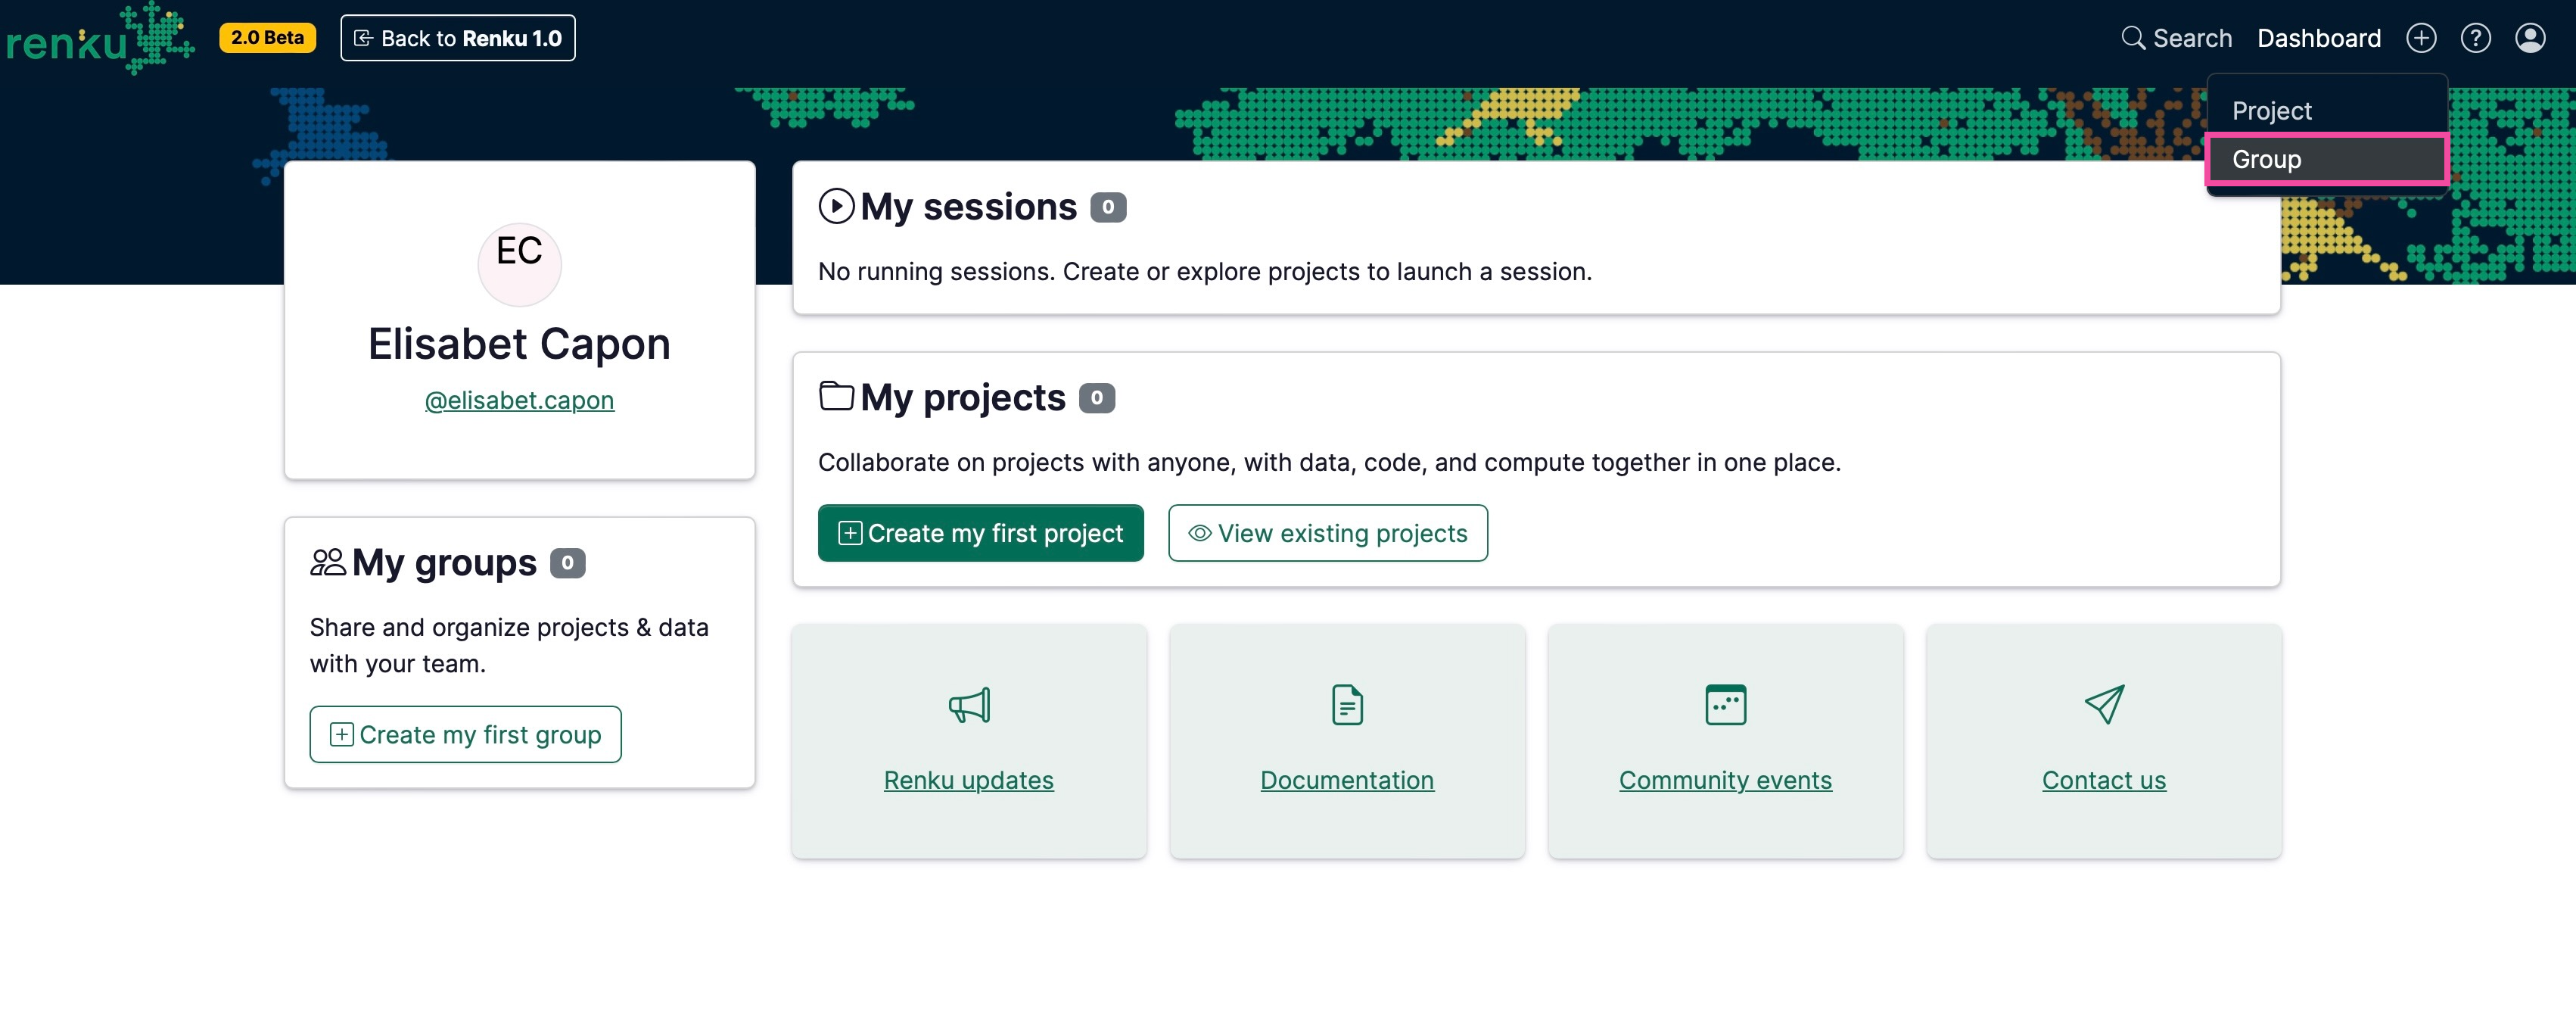 renku
2.0 Beta
Back to Renku 1.0
Search
Dashboard
Project
Group
EC
Elisabet Capon
@elisabet.capon
My groups 0
Share and organize projects & data
with your team.
Create my first group
My sessions 0
No running sessions. Create or explore projects to launch a session.
My projects 0
Collaborate on projects with anyone, with data, code, and compute together in one place.
Create my first project
View existing projects
Renku updates
Documentation
Community events
Contact us